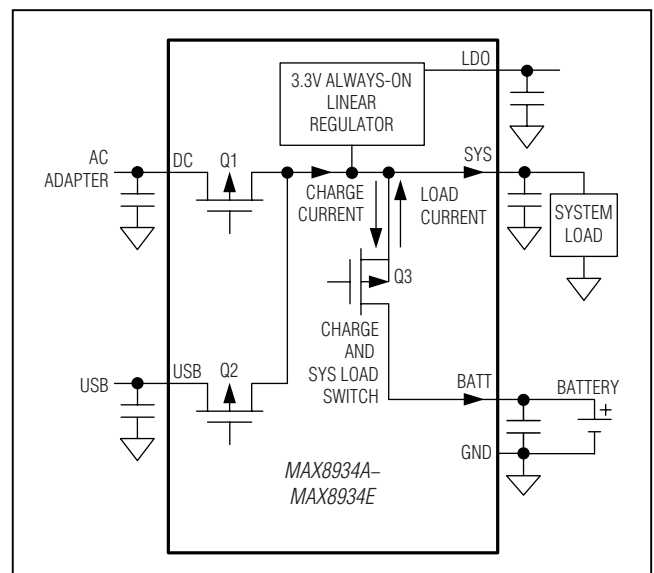 LDO
3.3V ALWAYS-ON
LINEAR
REGULATOR
AC
ADAPTER
DC
Q1
SYS
CHARGE
CURRENT
LOAD
CURRENT
SYSTEM
LOAD
Q3
CHARGE
AND
SYS LOAD
SWITCH
USB
USB
Q2
BATT
BATTERY
+
GND
MAX8934A–
MAX8934E